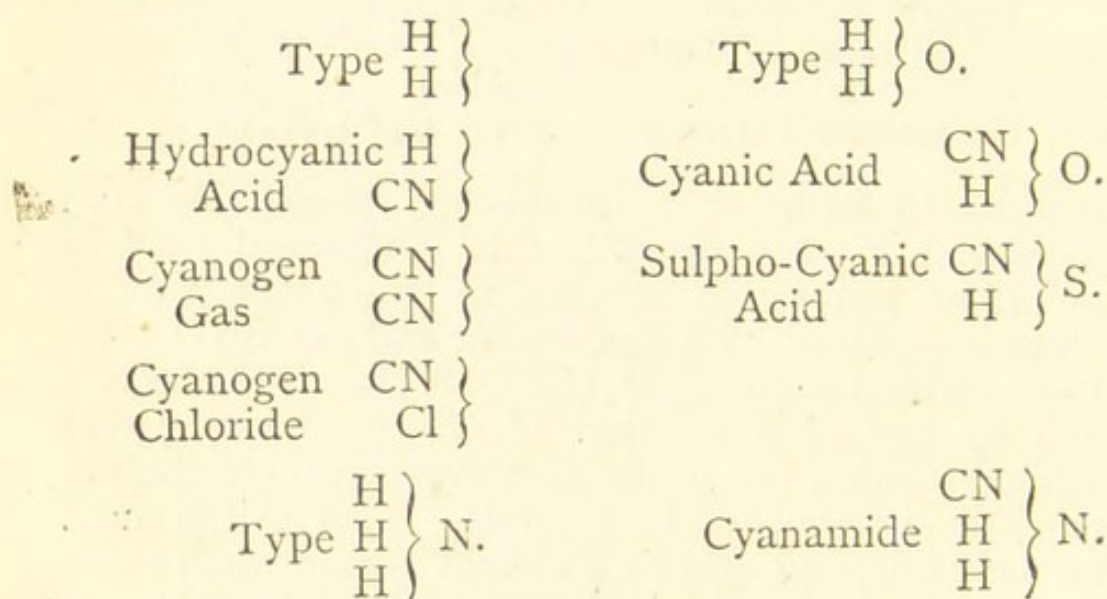 Type H } Type H } O.
H H
Hydrocyanic H } Cyanic Acid CN } O.
Acid CN H
Cyanogen CN } Sulpho-Cyanic CN } S.
Gas CN Acid H
Cyanogen CN }
Chloride Cl
H CN
Type H } N. Cyanamide H } N.
H H